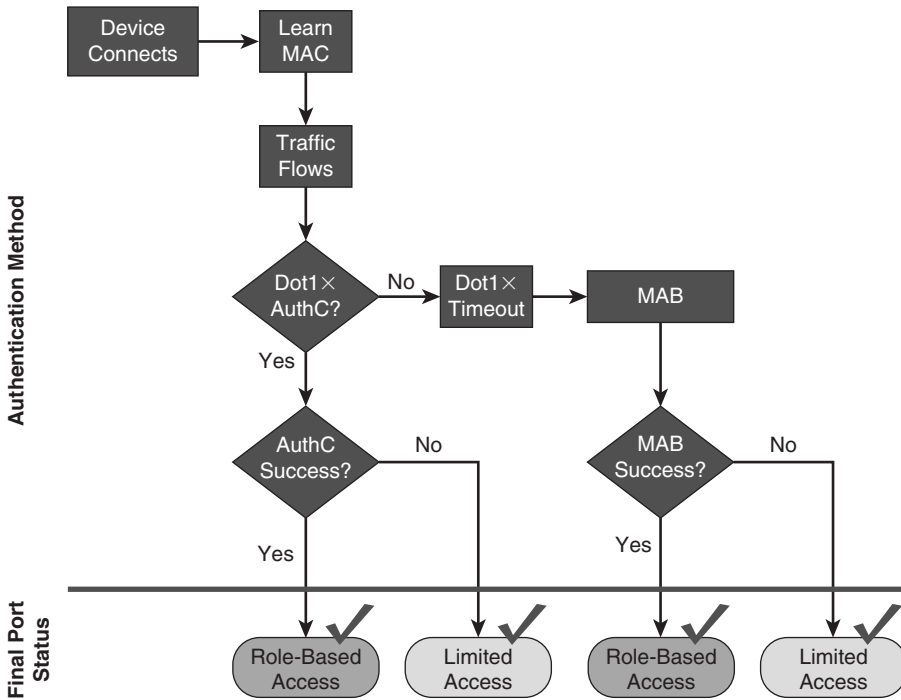 Device
Connects
Learn
MAC
Traffic
Flows
Authentication Method
Dot1×
AuthC?
No
Dot1×
Timeout
MAB
Yes
AuthC
Success?
No
MAB
Success?
No
Yes
Yes
Final Port
Status
Role-Based
Access
Limited
Access
Role-Based
Access
Limited
Access